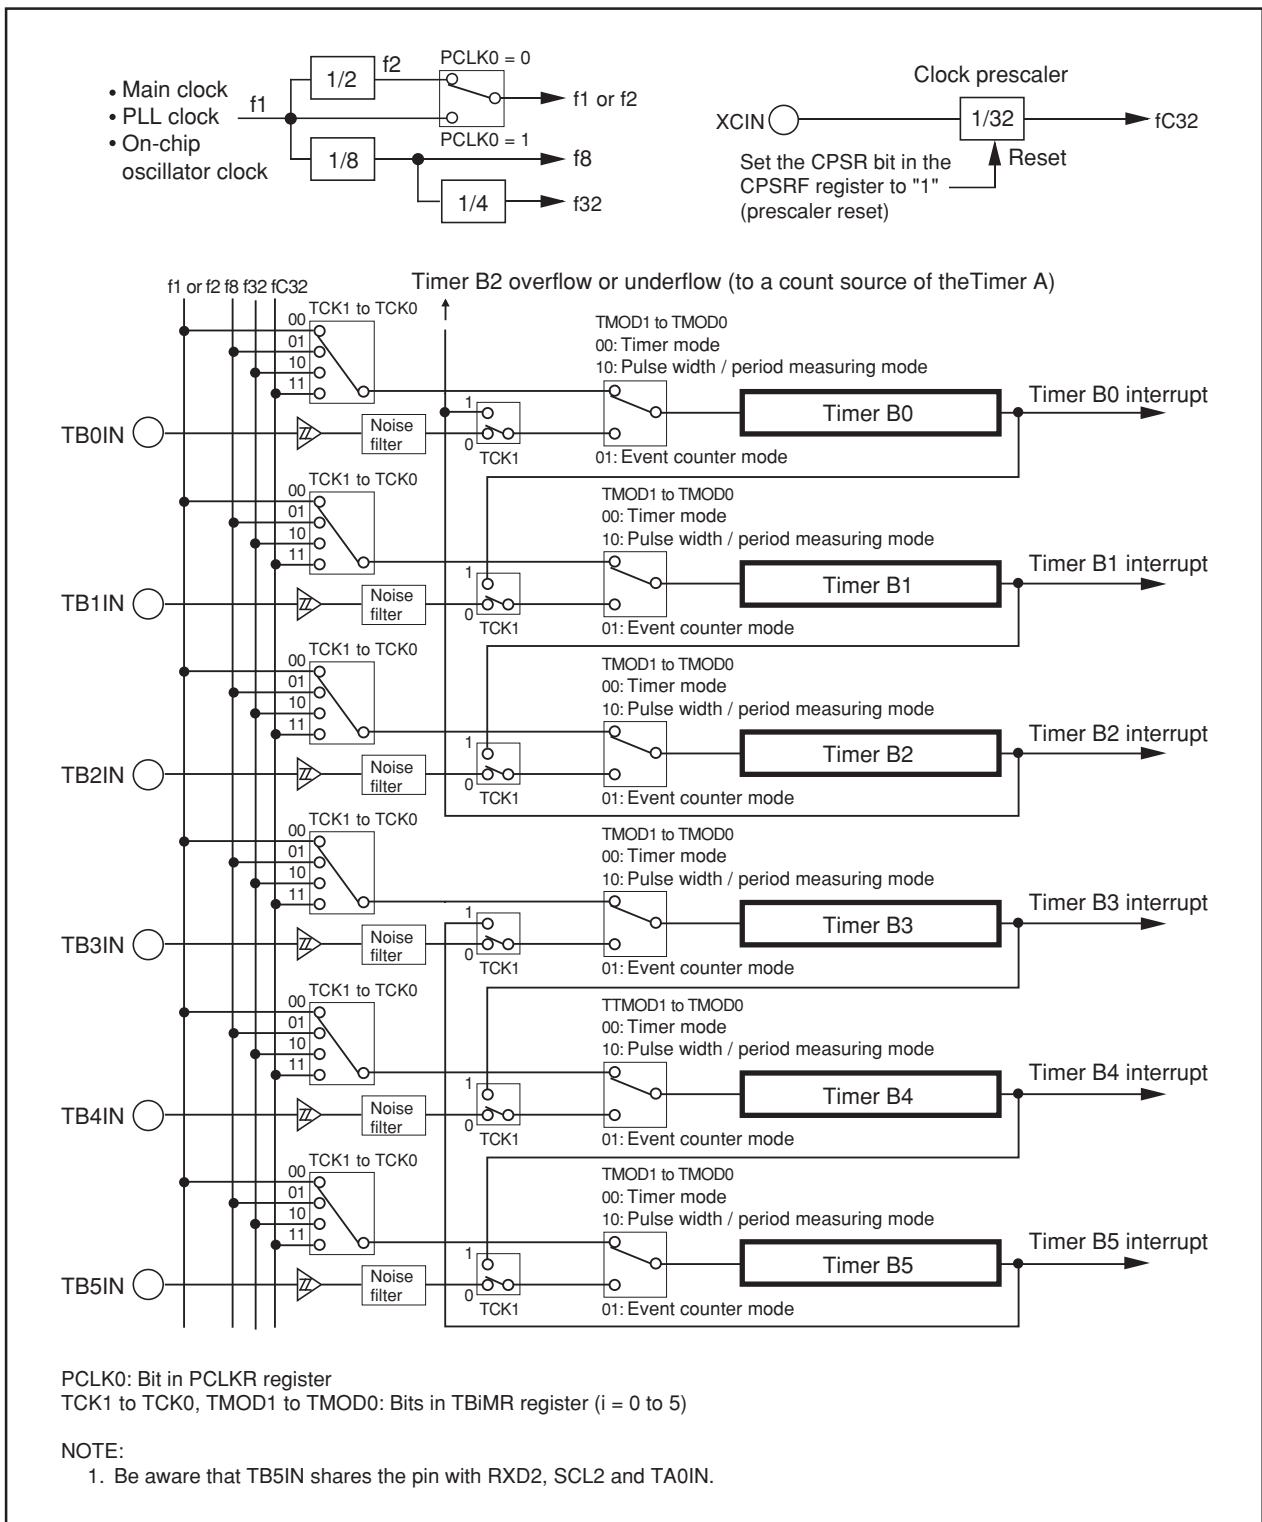 PCLK0 = 0
f2
1/2
• Main clock
• PLL clock
• On-chip
oscillator clock
f1
f1 or f2
PCLK0 = 1
1/8
f8
1/4
f32
Clock prescaler
XCIN
1/32
fC32
Reset
Set the CPSR bit in the
CPSRF register to "1"
(prescaler reset)
Timer B2 overflow or underflow (to a count source of theTimer A)
f1 or f2 f8 f32 fC32
TCK1 to TCK0
00
01
10
11
TMOD1 to TMOD0
00: Timer mode
10: Pulse width / period measuring mode
TB0IN
Noise
filter
1
0
TCK1
01: Event counter mode
Timer B0
Timer B0 interrupt
TCK1 to TCK0
00
01
10
11
TMOD1 to TMOD0
00: Timer mode
10: Pulse width / period measuring mode
TB1IN
Noise
filter
1
0
TCK1
01: Event counter mode
Timer B1
Timer B1 interrupt
TCK1 to TCK0
00
01
10
11
TMOD1 to TMOD0
00: Timer mode
10: Pulse width / period measuring mode
TB2IN
Noise
filter
1
0
TCK1
01: Event counter mode
Timer B2
Timer B2 interrupt
TCK1 to TCK0
00
01
10
11
TMOD1 to TMOD0
00: Timer mode
10: Pulse width / period measuring mode
TB3IN
Noise
filter
1
0
TCK1
01: Event counter mode
Timer B3
Timer B3 interrupt
TCK1 to TCK0
00
01
10
11
TTMOD1 to TMOD0
00: Timer mode
10: Pulse width / period measuring mode
TB4IN
Noise
filter
1
0
TCK1
01: Event counter mode
Timer B4
Timer B4 interrupt
TCK1 to TCK0
00
01
10
11
TMOD1 to TMOD0
00: Timer mode
10: Pulse width / period measuring mode
TB5IN
Noise
filter
1
0
TCK1
01: Event counter mode
Timer B5
Timer B5 interrupt
PCLK0: Bit in PCLKR register
TCK1 to TCK0, TMOD1 to TMOD0: Bits in TBiMR register (i = 0 to 5)
NOTE:
1. Be aware that TB5IN shares the pin with RXD2, SCL2 and TA0IN.